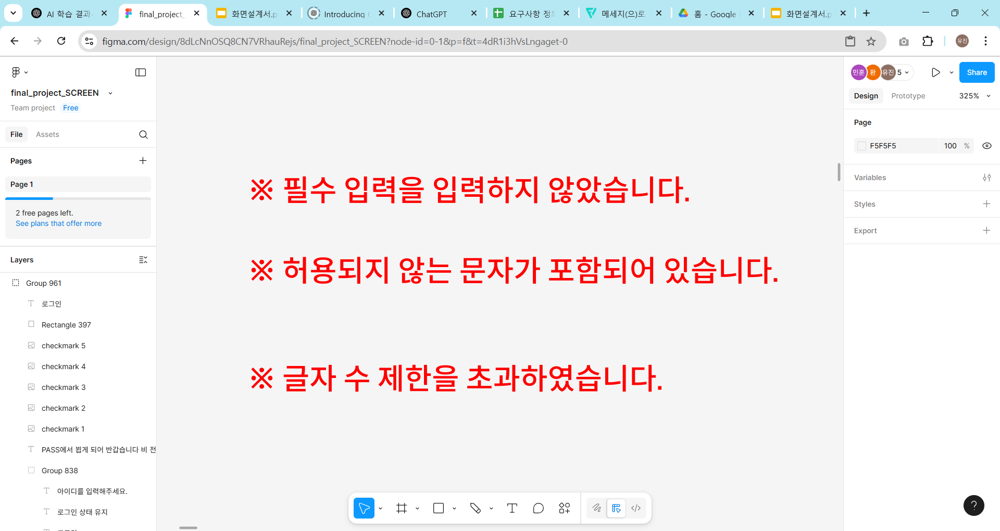 AI 학습 결과
final_project_
화면설계서.p
Introducing
ChatGPT
요구사항 정의
메세지(으)로
홈 - Google
화면설계서.p
figma.com/design/8dLcNnOSQ8CN7VRhauRejs/final_project_SCREEN?node-id=0-1&p=f&t=4dR1i3hVsLngaget-0
유진
final_project_SCREEN
Team project Free
File Assets
Pages
Page 1
2 free pages left.
See plans that offer more
Layers
Group 961
로그인
Rectangle 397
checkmark 5
checkmark 4
checkmark 3
checkmark 2
checkmark 1
PASS에서 뵙게 되어 반갑습니다 비 전
Group 838
아이디를 입력해주세요.
로그인 상태 유지
※ 필수 입력을 입력하지 않았습니다.
※ 허용되지 않는 문자가 포함되어 있습니다.
※ 글자 수 제한을 초과하였습니다.
민훈 환 유진 5
Share
Design Prototype 325%
Page
F5F5F5 100 %
Variables
Styles
Export
?